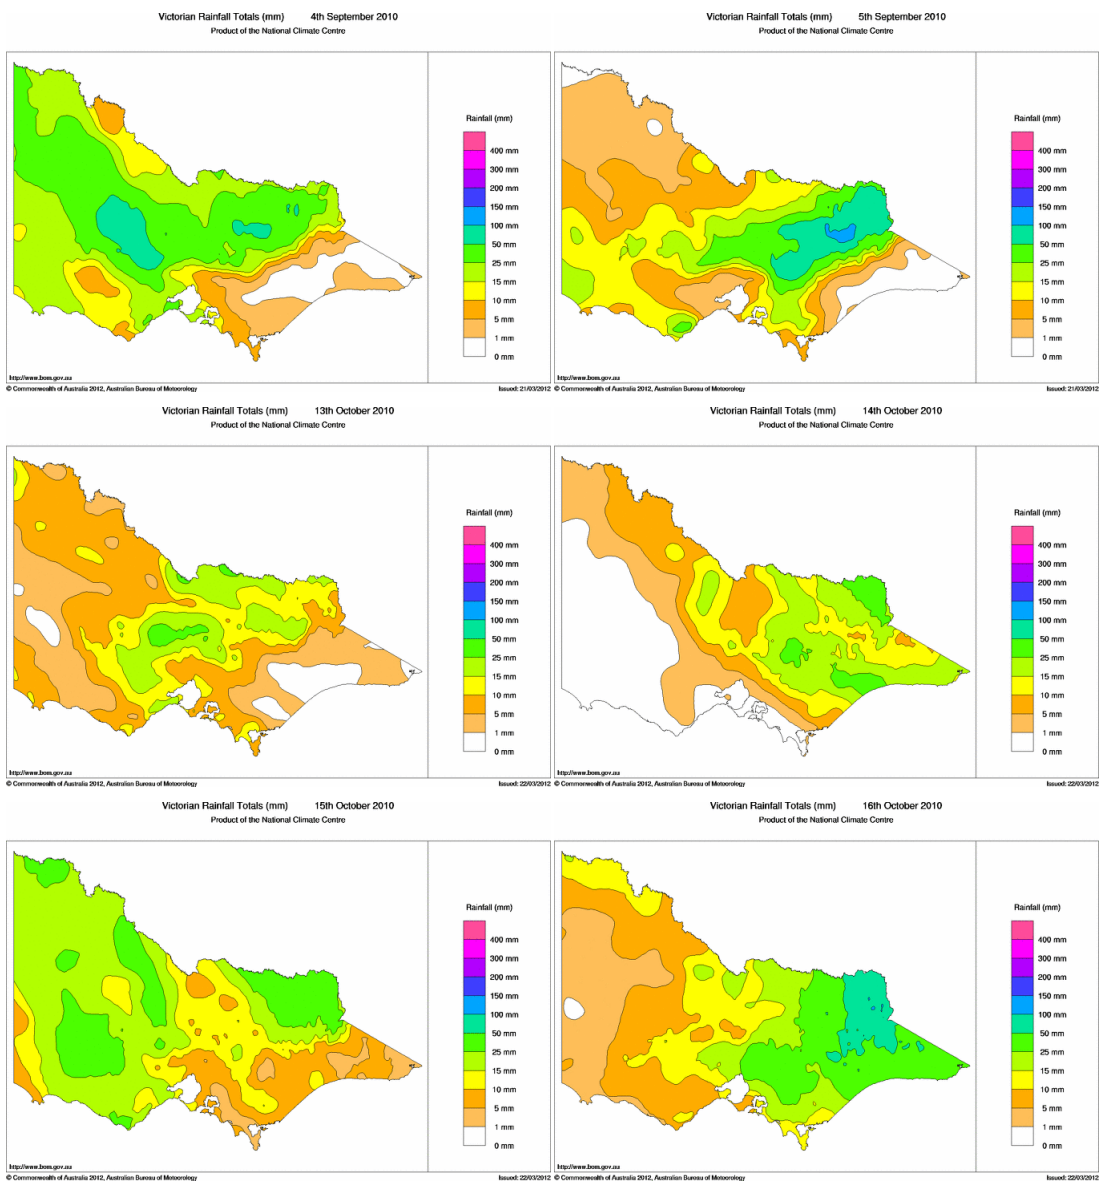 Victorian Rainfall Totals (mm) 4th September 2010
Product of the National Climate Centre
Rainfall (mm)
400 mm
300 mm
200 mm
150 mm
100 mm
50 mm
25 mm
15 mm
10 mm
5 mm
1 mm
0 mm
http://www.bom.gov.au
© Commonwealth of Australia 2012, Australian Bureau of Meteorology Issued: 21/03/2012
Victorian Rainfall Totals (mm) 5th September 2010
Product of the National Climate Centre
Rainfall (mm)
400 mm
300 mm
200 mm
150 mm
100 mm
50 mm
25 mm
15 mm
10 mm
5 mm
1 mm
0 mm
http://www.bom.gov.au
© Commonwealth of Australia 2012, Australian Bureau of Meteorology Issued: 21/03/2012
Victorian Rainfall Totals (mm) 13th October 2010
Product of the National Climate Centre
Rainfall (mm)
400 mm
300 mm
200 mm
150 mm
100 mm
50 mm
25 mm
15 mm
10 mm
5 mm
1 mm
0 mm
http://www.bom.gov.au
© Commonwealth of Australia 2012, Australian Bureau of Meteorology Issued: 22/03/2012
Victorian Rainfall Totals (mm) 14th October 2010
Product of the National Climate Centre
Rainfall (mm)
400 mm
300 mm
200 mm
150 mm
100 mm
50 mm
25 mm
15 mm
10 mm
5 mm
1 mm
0 mm
http://www.bom.gov.au
© Commonwealth of Australia 2012, Australian Bureau of Meteorology Issued: 22/03/2012
Victorian Rainfall Totals (mm) 15th October 2010
Product of the National Climate Centre
Rainfall (mm)
400 mm
300 mm
200 mm
150 mm
100 mm
50 mm
25 mm
15 mm
10 mm
5 mm
1 mm
0 mm
http://www.bom.gov.au
© Commonwealth of Australia 2012, Australian Bureau of Meteorology Issued: 22/03/2012
Victorian Rainfall Totals (mm) 16th October 2010
Product of the National Climate Centre
Rainfall (mm)
400 mm
300 mm
200 mm
150 mm
100 mm
50 mm
25 mm
15 mm
10 mm
5 mm
1 mm
0 mm
http://www.bom.gov.au
© Commonwealth of Australia 2012, Australian Bureau of Meteorology Issued: 22/03/2012